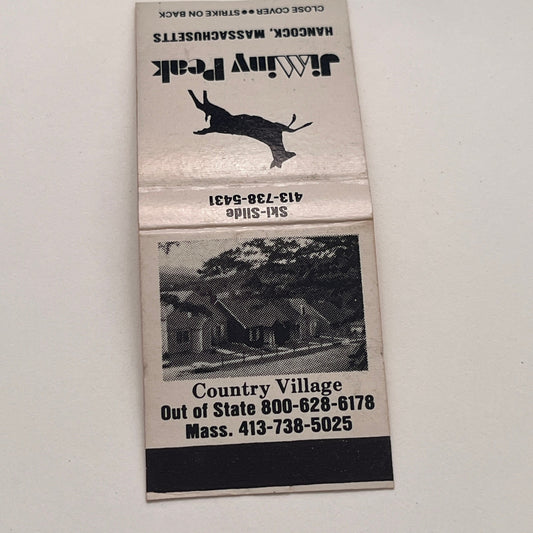 CLOSE COVER●●STRIKE ON BACK
HANCOCK, MASSACHUSETTS
Jiminy Peak
Ski-Slide
413-738-5431
Country Village
Out of State 800-628-6178
Mass. 413-738-5025